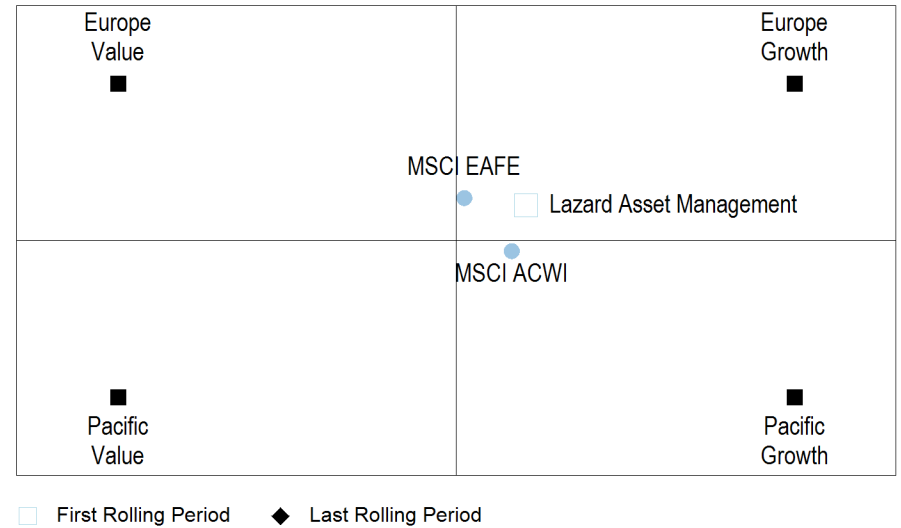 Europe
Value
Europe
Growth
MSCI EAFE
Lazard Asset Management
MSCI ACWI
Pacific
Value
Pacific
Growth
First Rolling Period
Last Rolling Period